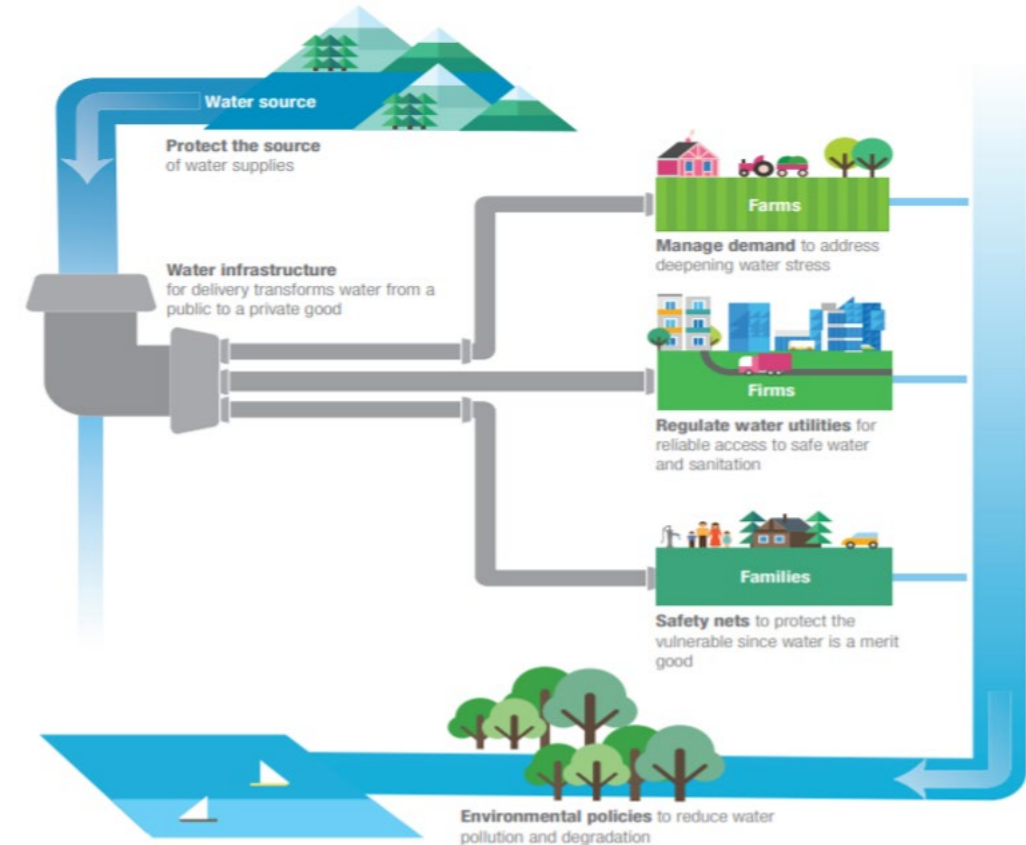 Water source
Protect the source
of water supplies
Water infrastructure
for delivery transforms water from a
public to a private good
Farms
Manage demand to address
deepening water stress
Firms
Regulate water utilities for
reliable access to safe water
and sanitation
Families
Safety nets to protect the
vulnerable since water is a merit
good
Environmental policies to reduce water
pollution and degradation